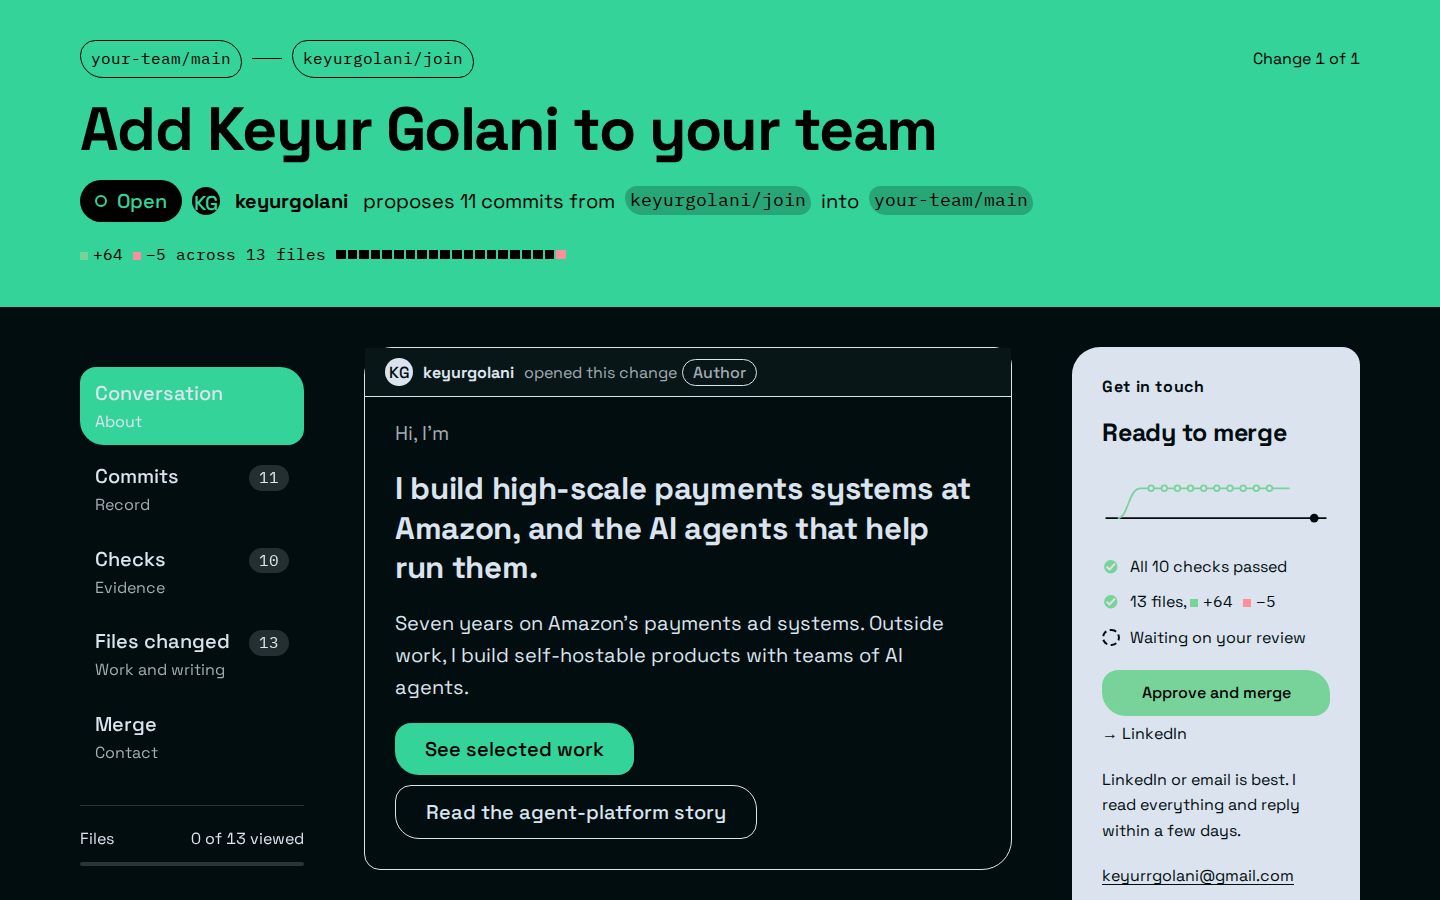 your-team/main
keyurgolani/join
Change 1 of 1
Add Keyur Golani to your team
Open KG keyurgolani proposes 11 commits from keyurgolani/join into your-team/main
+64 −5 across 13 files
Conversation
About
Commits 11
Record
Checks 10
Evidence
Files changed 13
Work and writing
Merge
Contact
Files 0 of 13 viewed
KG keyurgolani opened this change Author
Hi, I’m
I build high-scale payments systems at
Amazon, and the AI agents that help
run them.
Seven years on Amazon’s payments ad systems. Outside
work, I build self-hostable products with teams of AI
agents.
See selected work
Read the agent-platform story
Get in touch
Ready to merge
All 10 checks passed
13 files, +64 −5
Waiting on your review
Approve and merge
→ LinkedIn
LinkedIn or email is best. I
read everything and reply
within a few days.
keyurrgolani@gmail.com